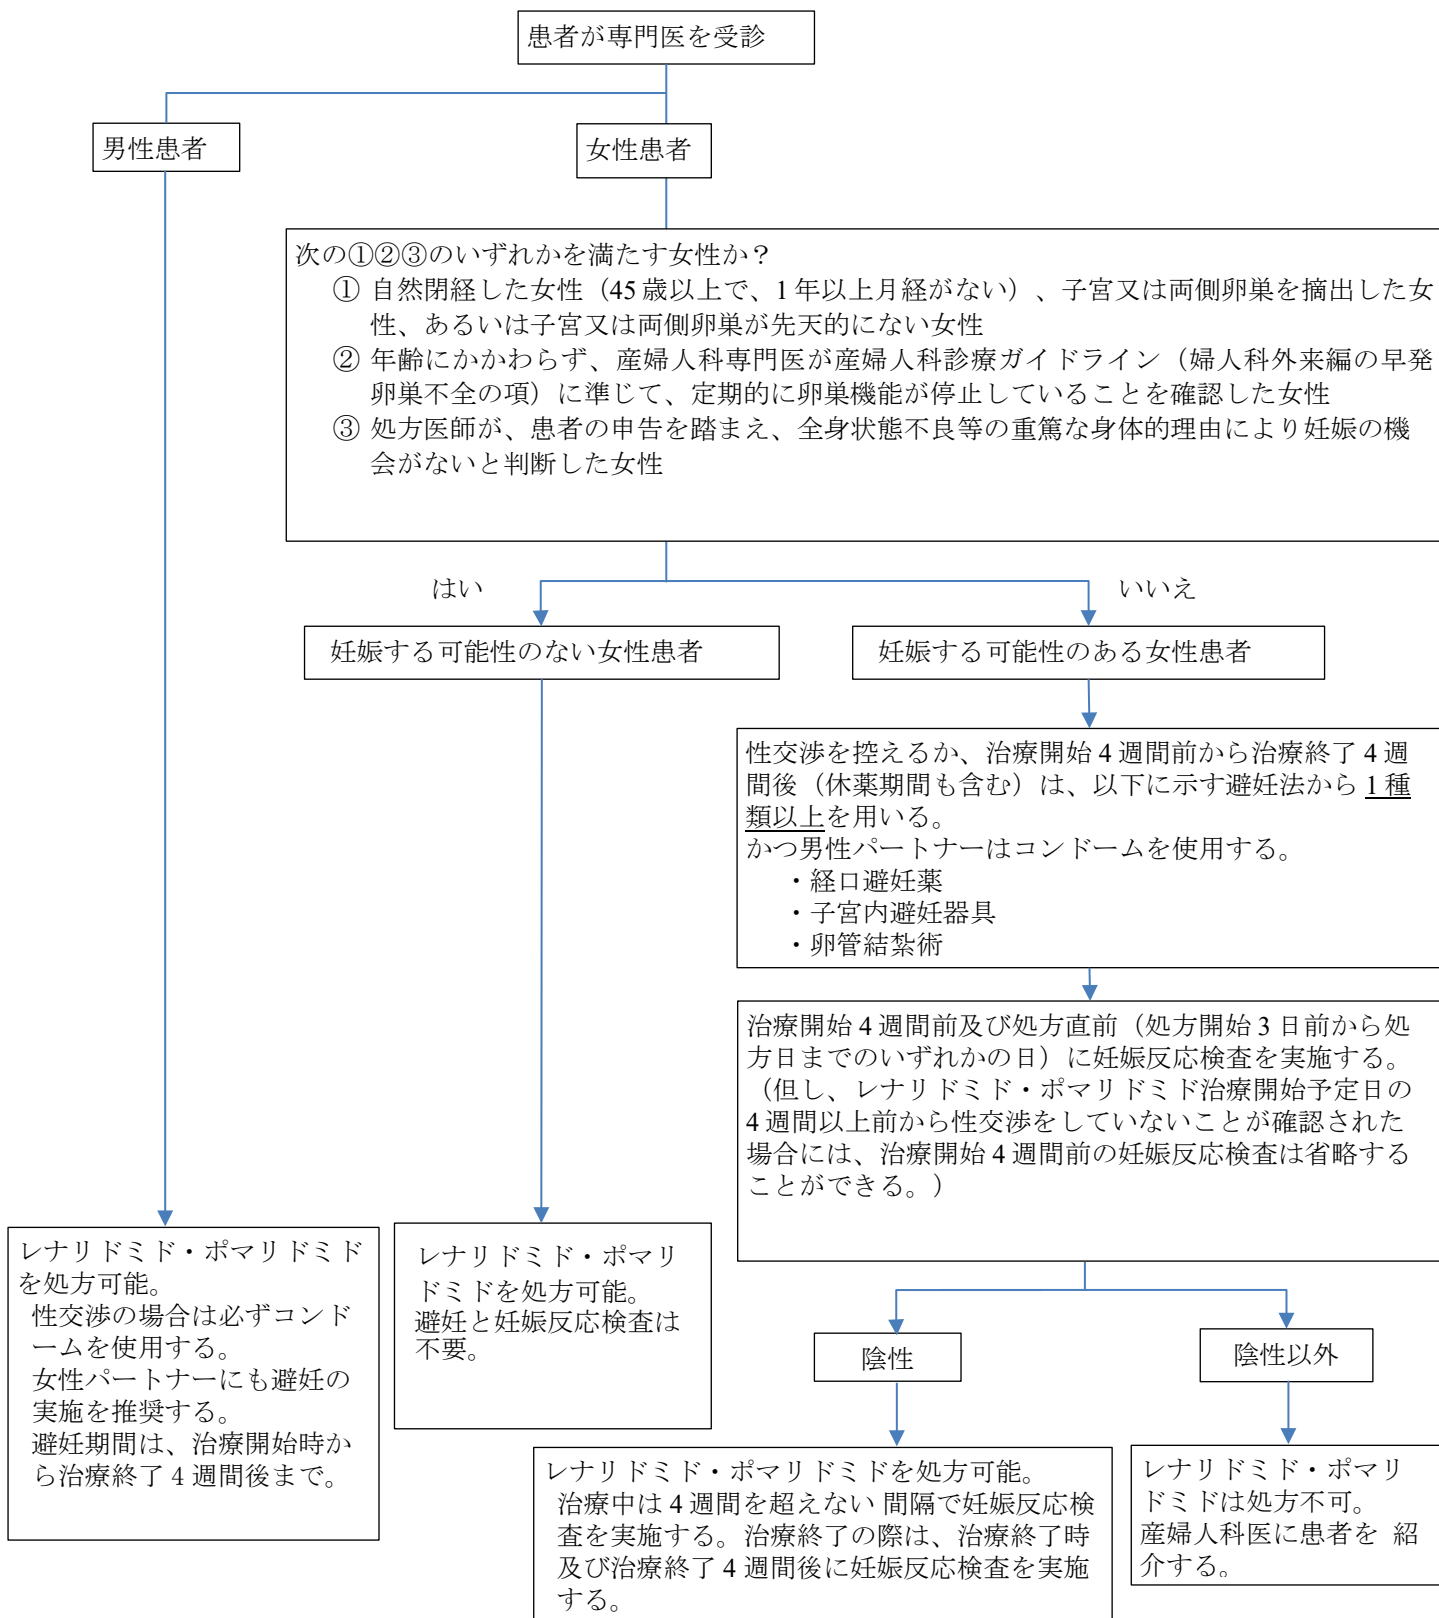 患者が専門医を受診
男性患者
女性患者
次の①②③のいずれかを満たす女性か?
① 自然閉経した女性（45 歳以上で、1 年以上月経がない）、子宮又は両側卵巣を摘出した女
性、あるいは子宮又は両側卵巣が先天的にない女性
② 年齢にかかわらず、産婦人科専門医が産婦人科診療ガイドライン（婦人科外来編の早発
卵巣不全の項）に準じて、定期的に卵巣機能が停止していることを確認した女性
③ 処方医師が、患者の申告を踏まえ、全身状態不良等の重篤な身体的理由により妊娠の機
会がないと判断した女性
はい
いいえ
妊娠する可能性のない女性患者
妊娠する可能性のある女性患者
性交渉を控えるか、治療開始 4 週間前から治療終了 4 週
間後（休薬期間も含む）は、以下に示す避妊法から 1 種
類以上を用いる。
かつ男性パートナーはコンドームを使用する。
・経口避妊薬
・子宮内避妊器具
・卵管結紮術
治療開始 4 週間前及び処方直前（処方開始 3 日前から処
方日までのいずれかの日）に妊娠反応検査を実施する。
（但し、レナリドミド・ポマリドミド治療開始予定日の
4 週間以上前から性交渉をしていないことが確認された
場合には、治療開始 4 週間前の妊娠反応検査は省略する
ことができる。）
レナリドミド・ポマリドミド
を処方可能。
性交渉の場合は必ずコンド
ームを使用する。
女性パートナーにも避妊の
実施を推奨する。
避妊期間は、治療開始時か
ら治療終了 4 週間後まで。
レナリドミド・ポマリ
ドミドを処方可能。
避妊と妊娠反応検査は
不要。
陰性
陰性以外
レナリドミド・ポマリドミドを処方可能。
治療中は 4 週間を超えない 間隔で妊娠反応検
査を実施する。治療終了の際は、治療終了時
及び治療終了 4 週間後に妊娠反応検査を実施
する。
レナリドミド・ポマリ
ドミドは処方不可。
産婦人科医に患者を 紹
介する。